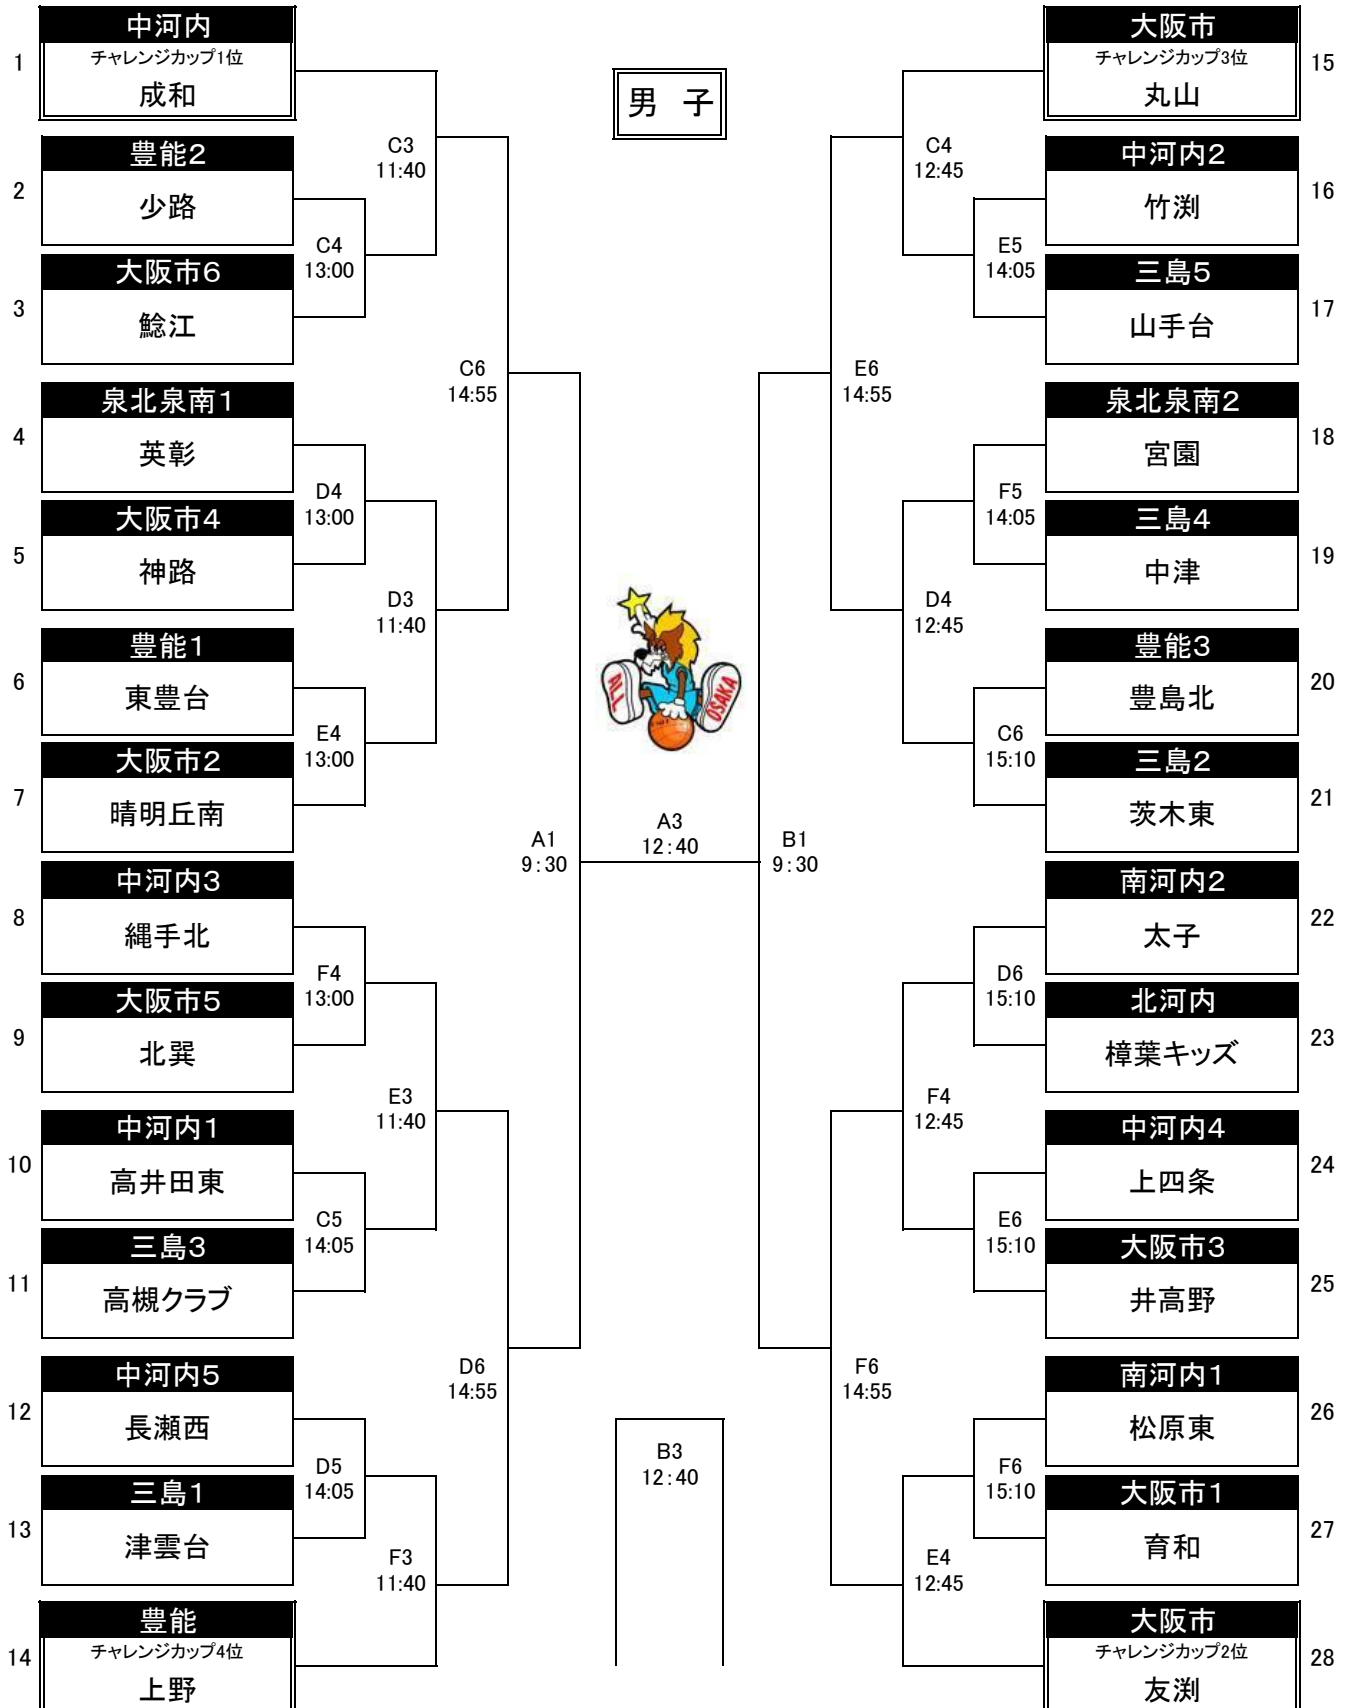 男 子
1
中河内
チャレンジカップ1位
成和
2
豊能2
少路
3
大阪市6
鯰江
4
泉北泉南1
英彰
5
大阪市4
神路
6
豊能1
東豊台
7
大阪市2
晴明丘南
8
中河内3
縄手北
9
大阪市5
北巽
10
中河内1
高井田東
11
三島3
高槻クラブ
12
中河内5
長瀬西
13
三島1
津雲台
14
豊能
チャレンジカップ4位
上野
C4
13:00
D4
13:00
E4
13:00
F4
13:00
C5
14:05
D5
14:05
C3
11:40
D3
11:40
E3
11:40
F3
11:40
C6
14:55
D6
14:55
A1
9:30
ALL
OSAKA
A3
12:40
B3
12:40
B1
9:30
E6
14:55
F6
14:55
C4
12:45
D4
12:45
F4
12:45
E4
12:45
E5
14:05
F5
14:05
C6
15:10
D6
15:10
E6
15:10
F6
15:10
大阪市
チャレンジカップ3位
丸山
15
中河内2
竹渕
16
三島5
山手台
17
泉北泉南2
宮園
18
三島4
中津
19
豊能3
豊島北
20
三島2
茨木東
21
南河内2
太子
22
北河内
樟葉キッズ
23
中河内4
上四条
24
大阪市3
井高野
25
南河内1
松原東
26
大阪市1
育和
27
大阪市
チャレンジカップ2位
友渕
28